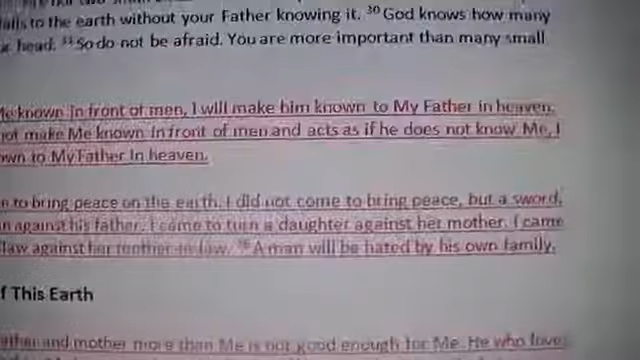 falls to the earth without your Father knowing it. 30 God knows how many
head. 31 So do not be afraid. You are more important than many small
Me known in front of men, I will make him known to My Father in heaven.
not make Me known in front of men and acts as if he does not know Me, I
own to My Father in heaven.
to bring peace on the earth. I did not come to bring peace, but a sword.
against his father. I came to turn a daughter against her mother. I came
law against her mother-in-law. 36 A man will be hated by his own family.
f This Earth
father and mother more than Me is not good enough for Me. He who loves